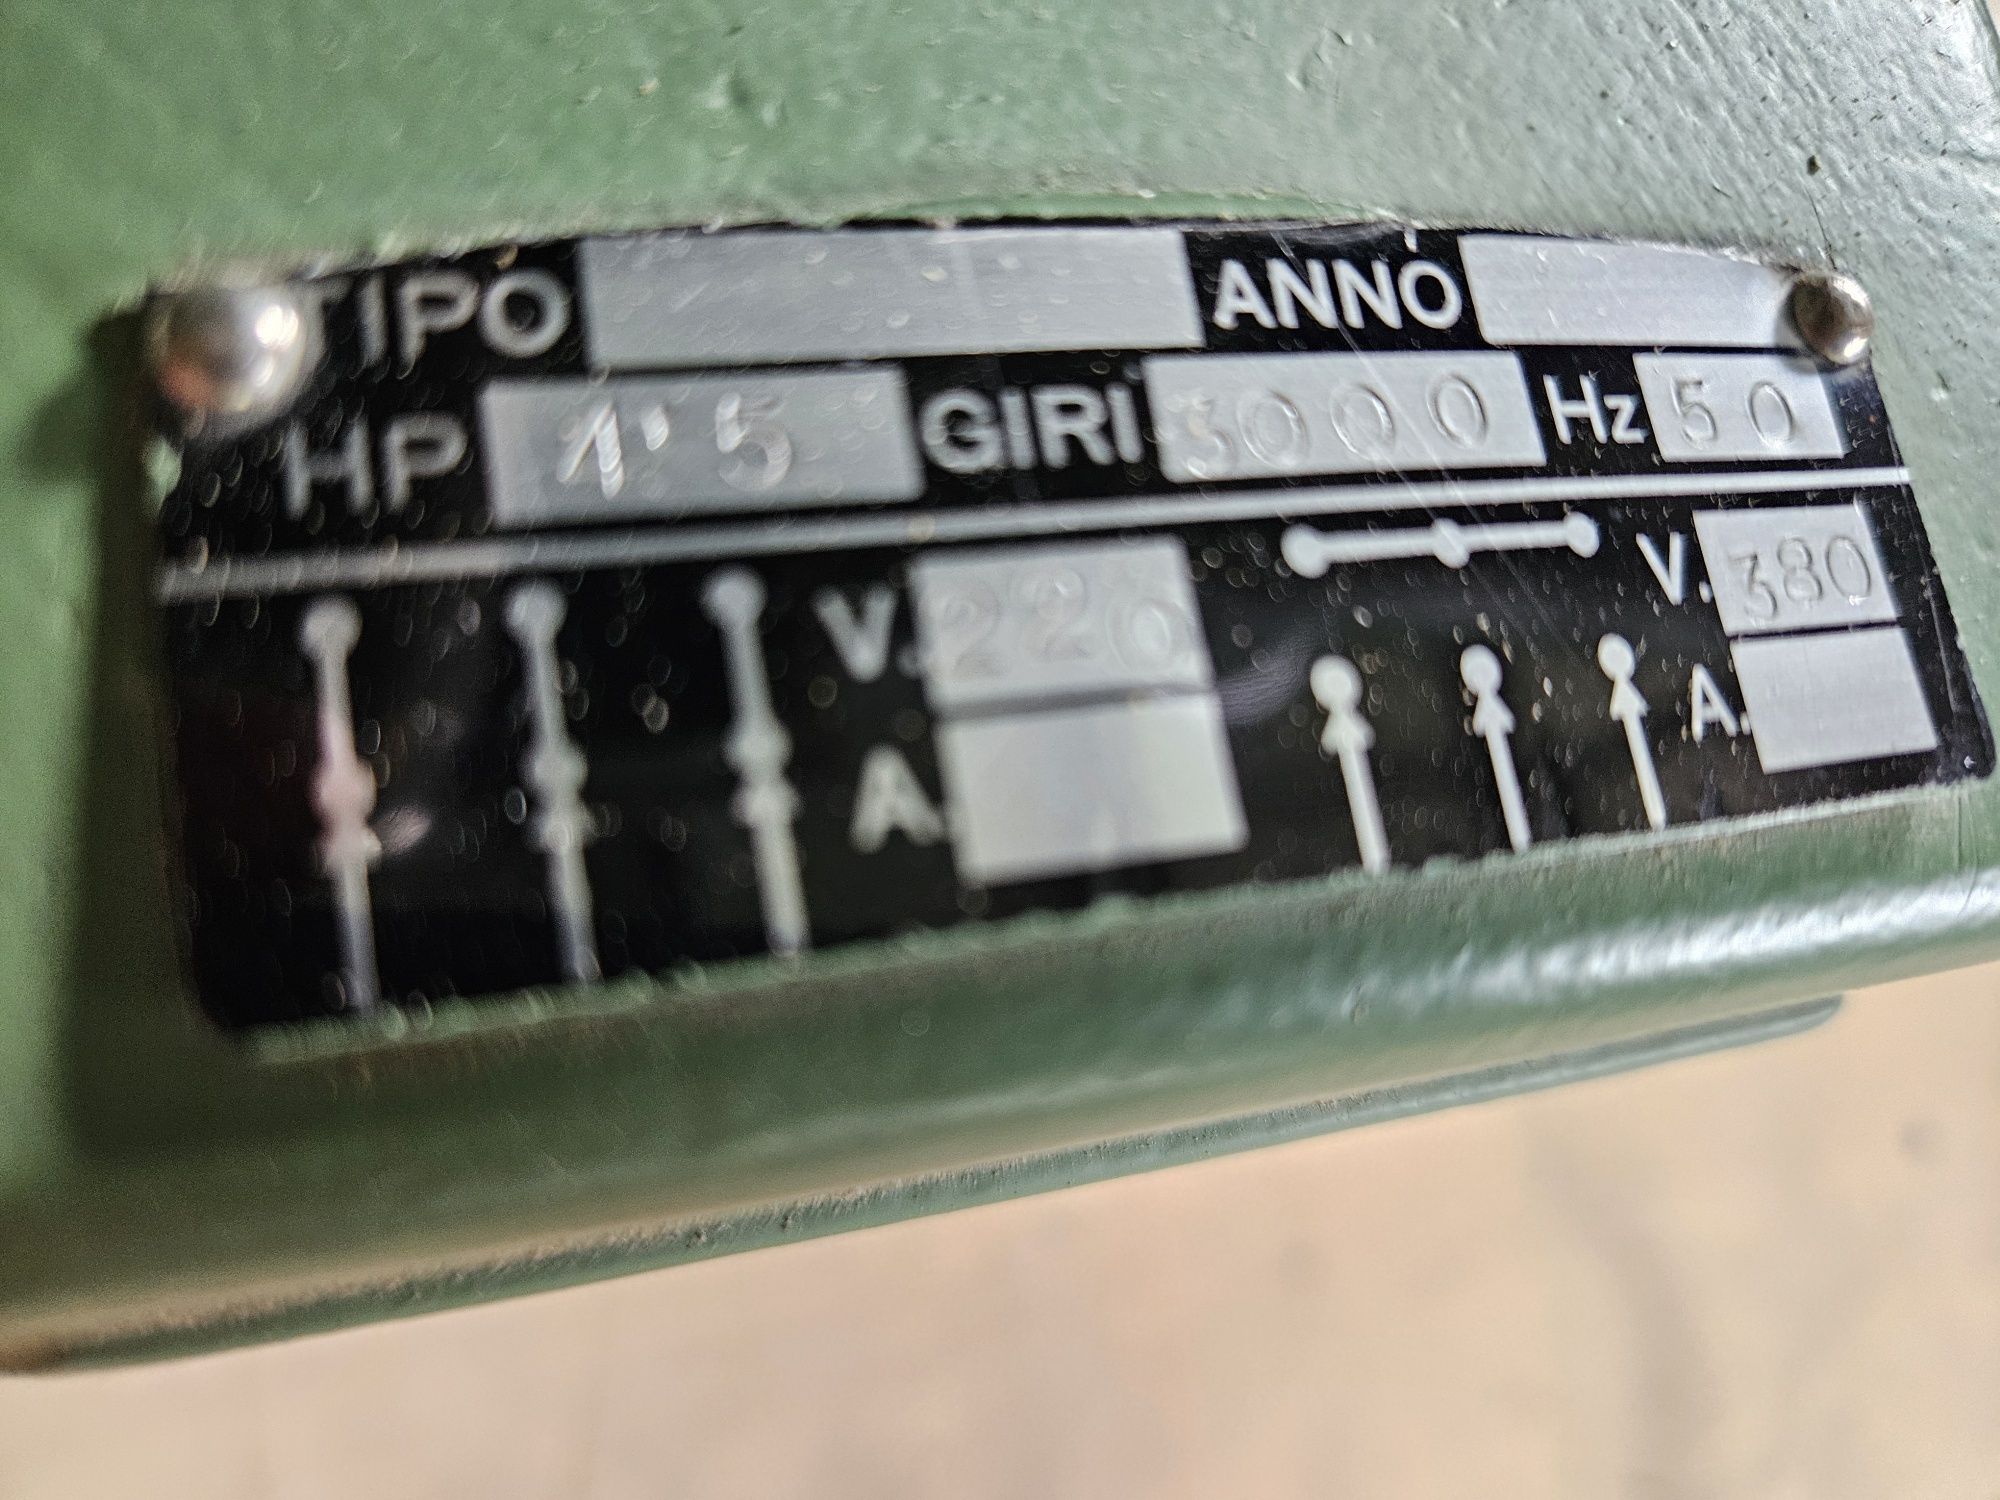 TIPO ANNO
HP 1'5 GIRI 3000 Hz 50
V. 220 V. 380
A. A.